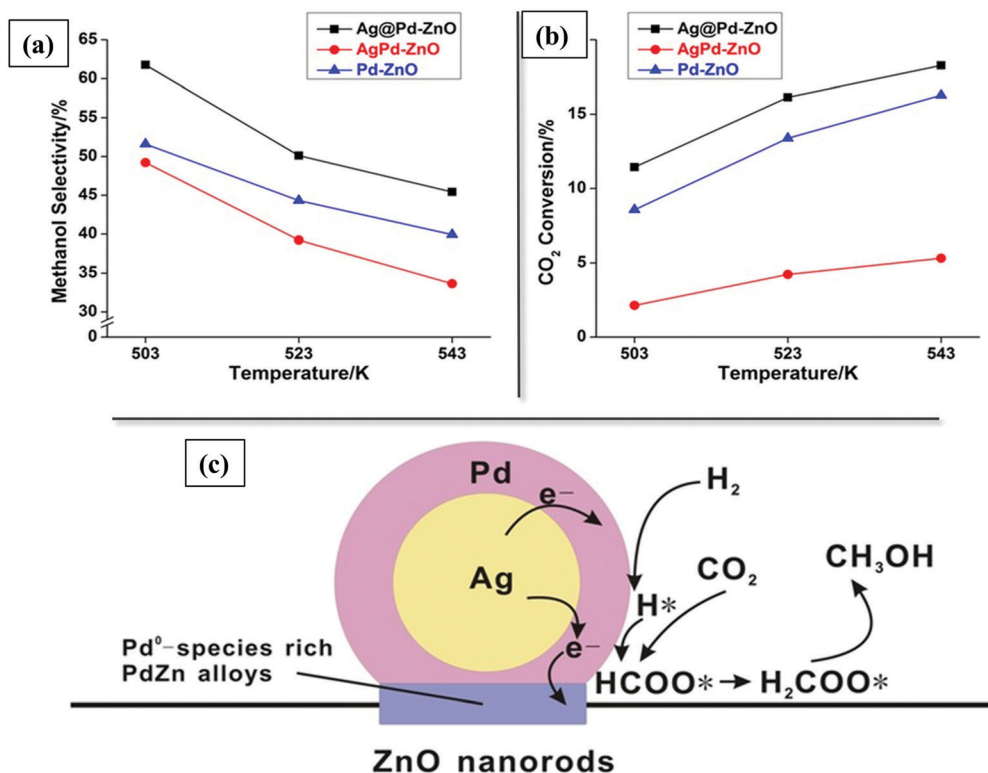 (a)
Methanol Selectivity/%
65
60
55
50
45
40
35
30
0
Ag@Pd-ZnO
AgPd-ZnO
Pd-ZnO
503
523
543
Temperature/K
(b)
CO₂ Conversion/%
15
10
5
0
Ag@Pd-ZnO
AgPd-ZnO
Pd-ZnO
503
523
543
Temperature/K
(c)
Pd
e⁻
Ag
e⁻
H₂
H*
CO₂
CH₃OH
HCOO* → H₂COO*
Pd⁰-species rich
PdZn alloys
ZnO nanorods